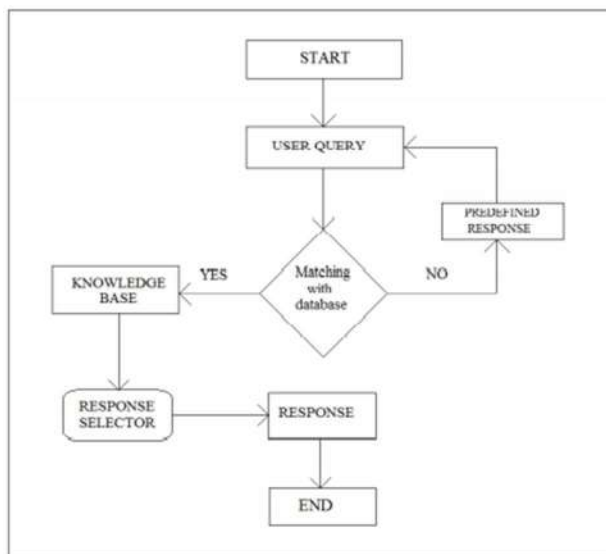 START
USER QUERY
PREDEFINED
RESPONSE
Matching
with
database
YES
NO
KNOWLEDGE
BASE
RESPONSE
SELECTOR
RESPONSE
END